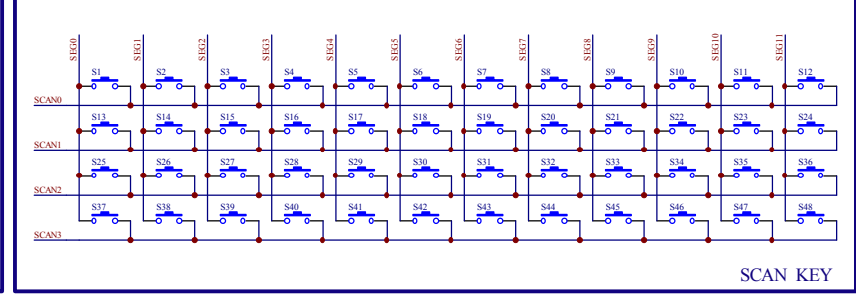 SEG0 SEG1 SEG2 SEG3 SEG4 SEG5 SEG6 SEG7 SEG8 SEG9 SEG10 SEG11
S1 S2 S3 S4 S5 S6 S7 S8 S9 S10 S11 S12
SCAN0
S13 S14 S15 S16 S17 S18 S19 S20 S21 S22 S23 S24
SCAN1
S25 S26 S27 S28 S29 S30 S31 S32 S33 S34 S35 S36
SCAN2
S37 S38 S39 S40 S41 S42 S43 S44 S45 S46 S47 S48
SCAN3
SCAN KEY